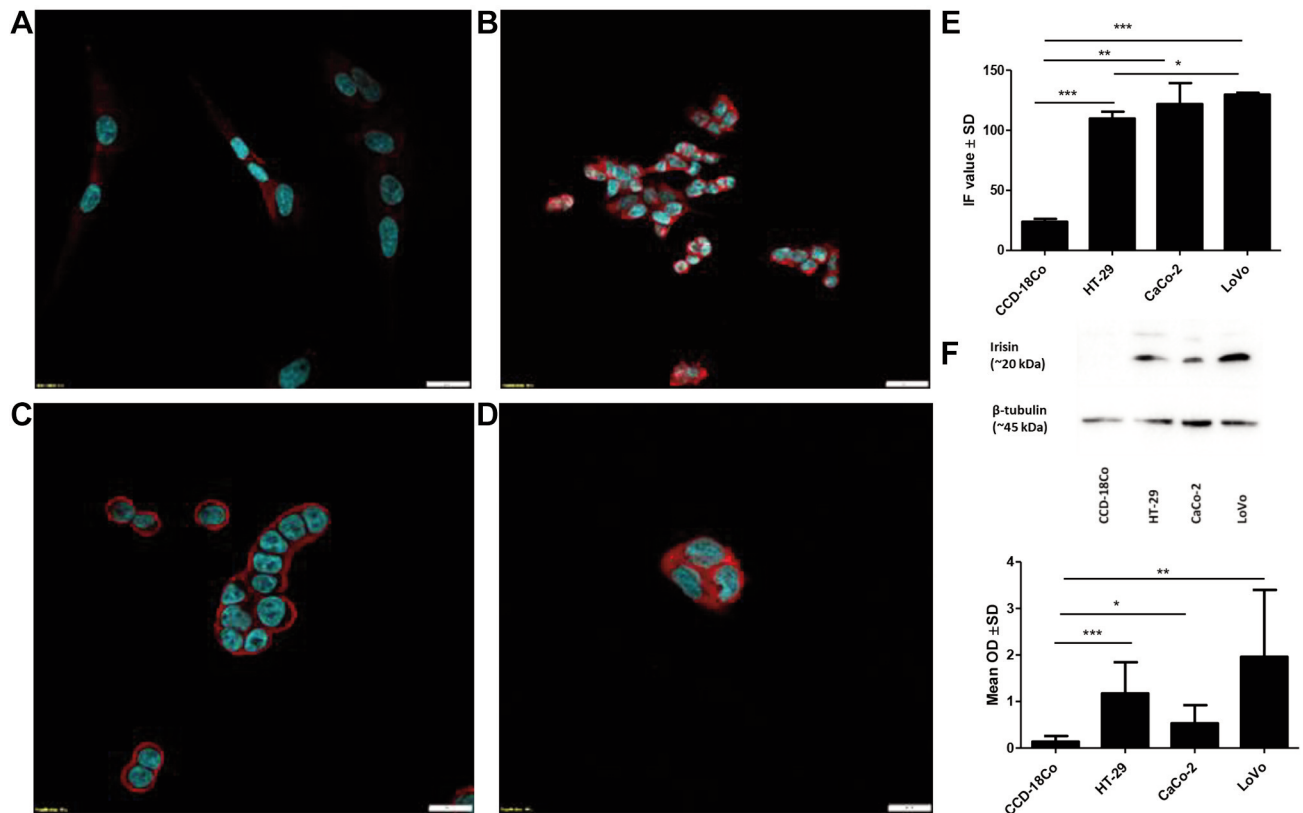 A
B
C
D
E
***
**
*
***
150
100
50
0
IF value ± SD
CCD-18Co
HT-29
CaCo-2
LoVo
F
Irisin
(~20 kDa)
β-tubulin
(~45 kDa)
CCD-18Co
HT-29
CaCo-2
LoVo
**
*
***
4
3
2
1
0
Mean OD ±SD
CCD-18Co
HT-29
CaCo-2
LoVo